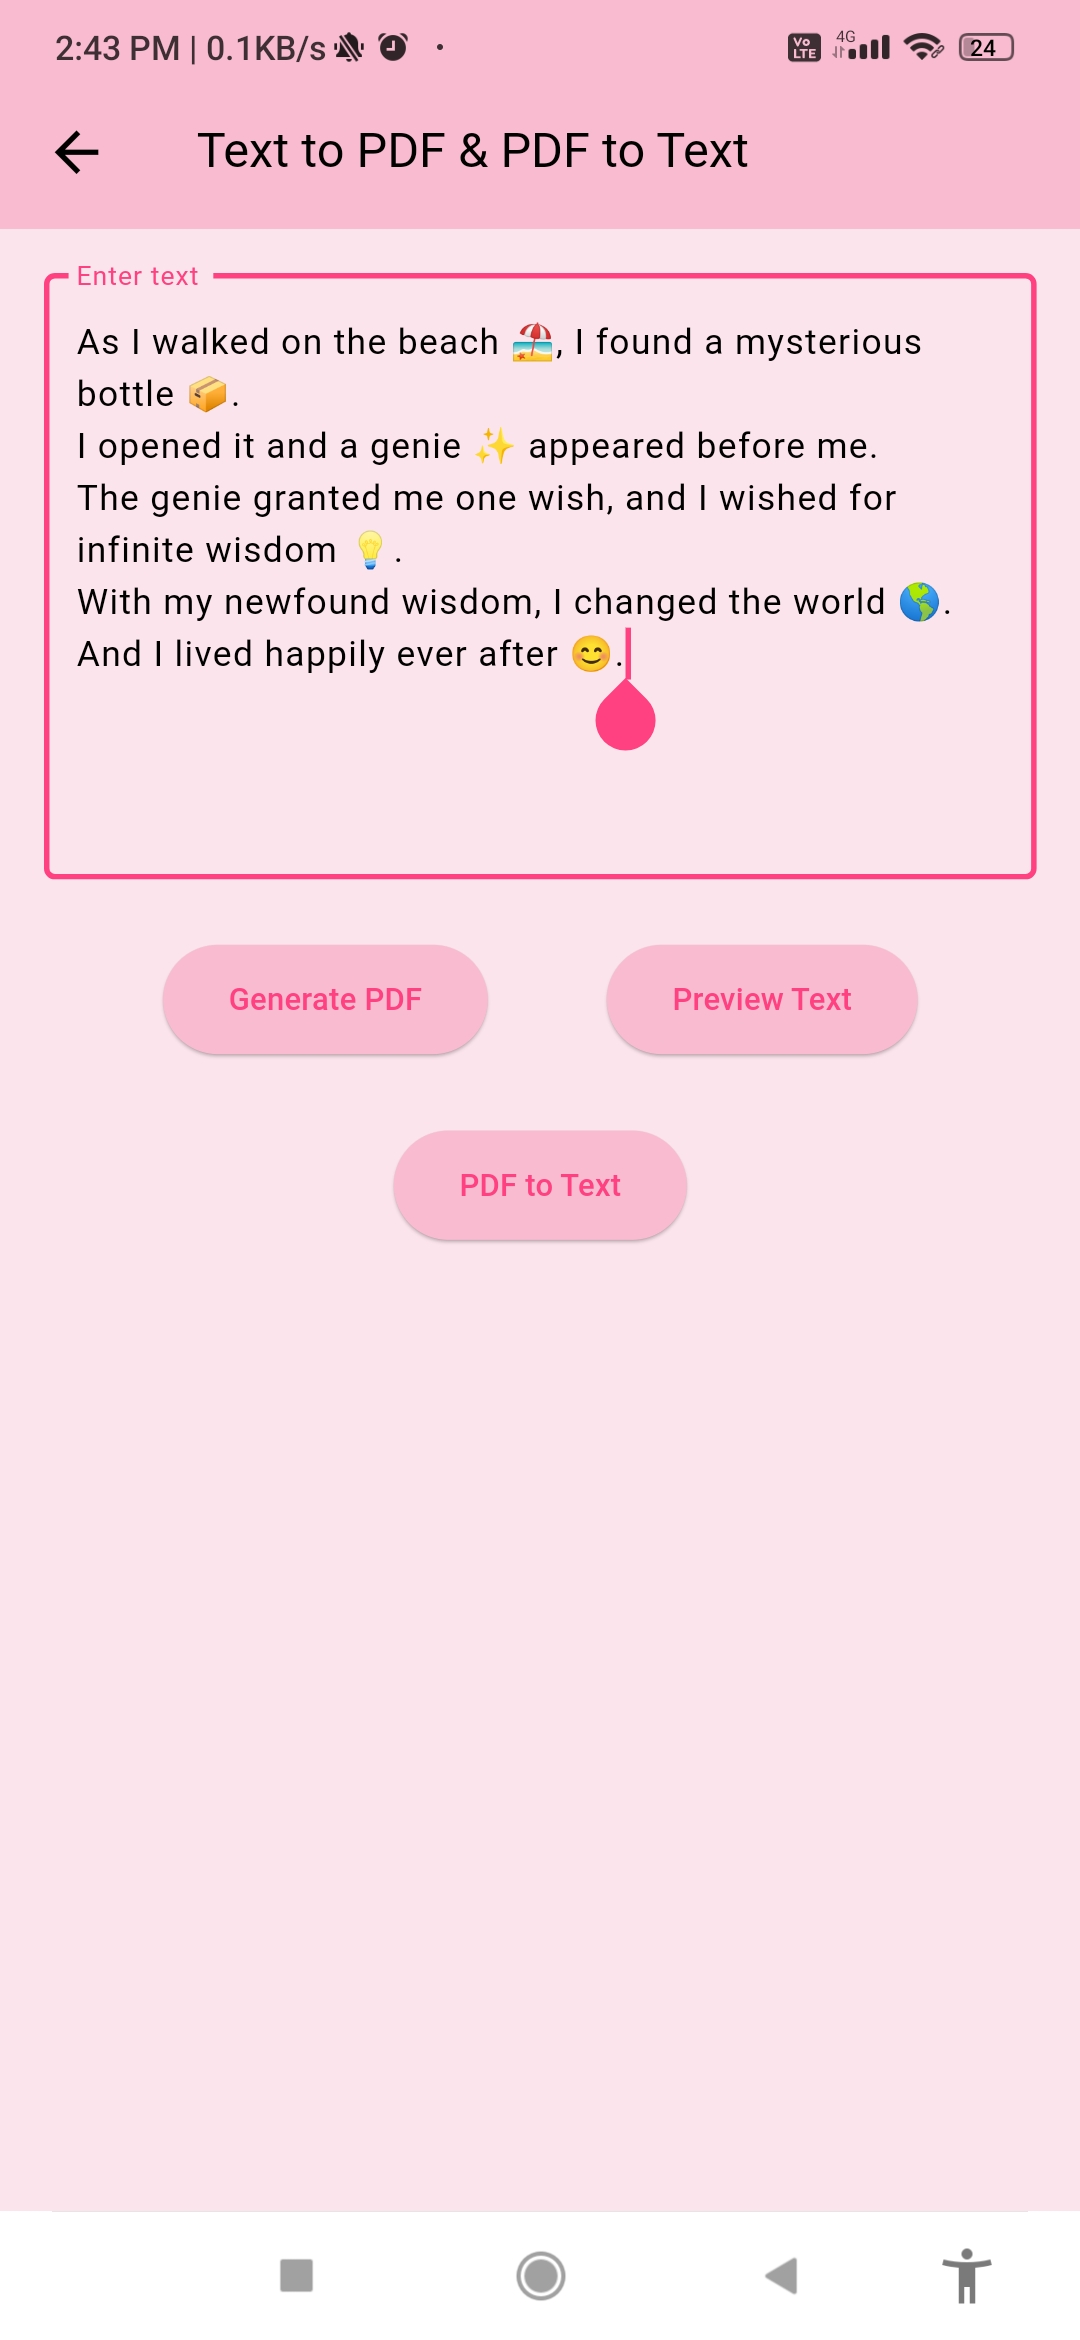 2:43 PM | 0.1KB/s
Vo LTE
4G
24
Text to PDF & PDF to Text
Enter text
As I walked on the beach 🏖️, I found a mysterious
bottle 📦.
I opened it and a genie ✨ appeared before me.
The genie granted me one wish, and I wished for
infinite wisdom 💡.
With my newfound wisdom, I changed the world 🌎.
And I lived happily ever after 😊.
Generate PDF
Preview Text
PDF to Text